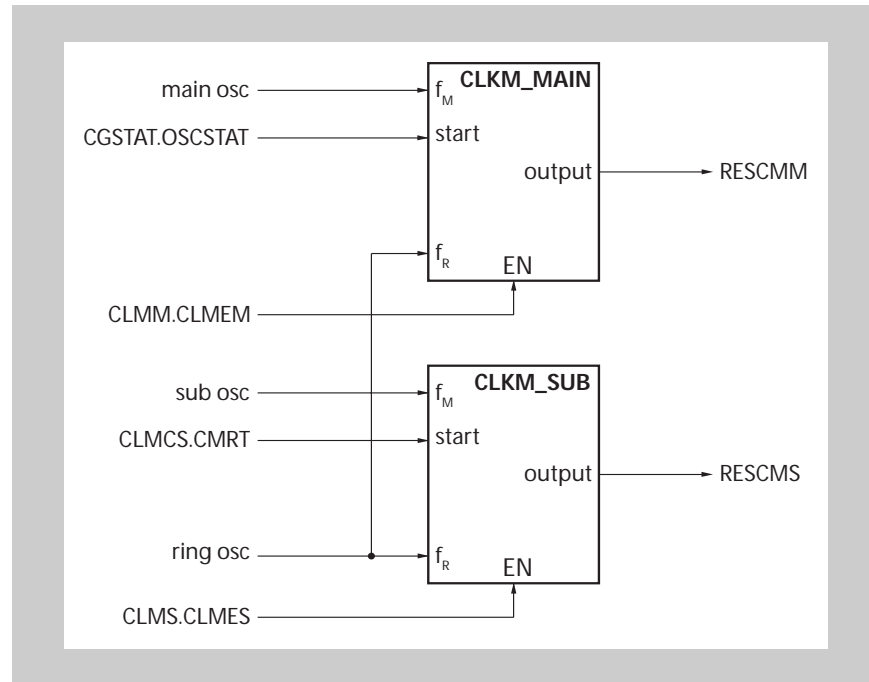 CLKM_MAIN
main osc
f_M
CGSTAT.OSCSTAT
start
output
RESCMM
f_R
EN
CLMM.CLMEM
CLKM_SUB
sub osc
f_M
CLMCS.CMRT
start
output
RESCMS
ring osc
f_R
EN
CLMS.CLMES